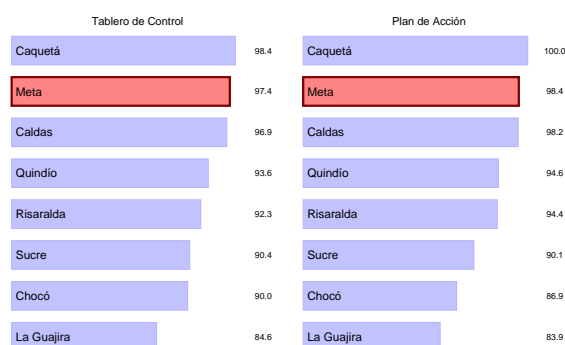 Tablero de Control
Caquetá 98.4
Meta 97.4
Caldas 96.9
Quindío 93.6
Risaralda 92.3
Sucre 90.4
Chocó 90.0
La Guajira 84.6
Plan de Acción
Caquetá 100.0
Meta 98.4
Caldas 98.2
Quindío 94.6
Risaralda 94.4
Sucre 90.1
Chocó 86.9
La Guajira 83.9